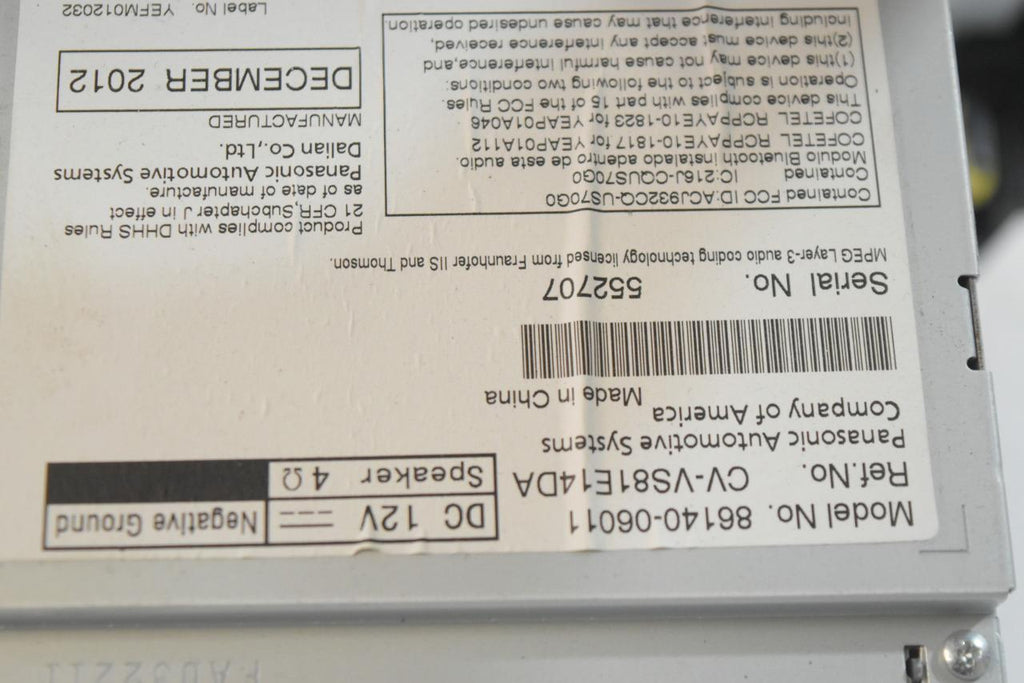 Model No. 86140-06011
Ref.No. CV-VS81E14DA
Panasonic Automotive Systems
Company of America
Made in China
DC 12V
Negative Ground
Speaker 4Ω
Serial No. 552707
MPEG Layer-3 audio coding technology licensed from Fraunhofer IIS and Thomson.
Contained FCC ID:ACJ932CQ-US70G0
Contained IC:216J-CQUS70G0
Modulo Bluetooth instalado adentro de esta audio.
COFETEL RCPPAYE10-1817 for YEAP01A112
COFETEL RCPPAYE10-1823 for YEAP01A046
This device complies with part 15 of the FCC Rules.
Operation is subject to the following two conditions:
(1)this device may not cause harmful interference,and
(2)this device must accept any interference received,
including interference that may cause undesired operation.
Product complies with DHHS Rules
21 CFR,Subchapter J in effect
as of date of manufacture.
Panasonic Automotive Systems
Dalian Co.,Ltd.
MANUFACTURED
DECEMBER 2012
Label No. YEFM012032